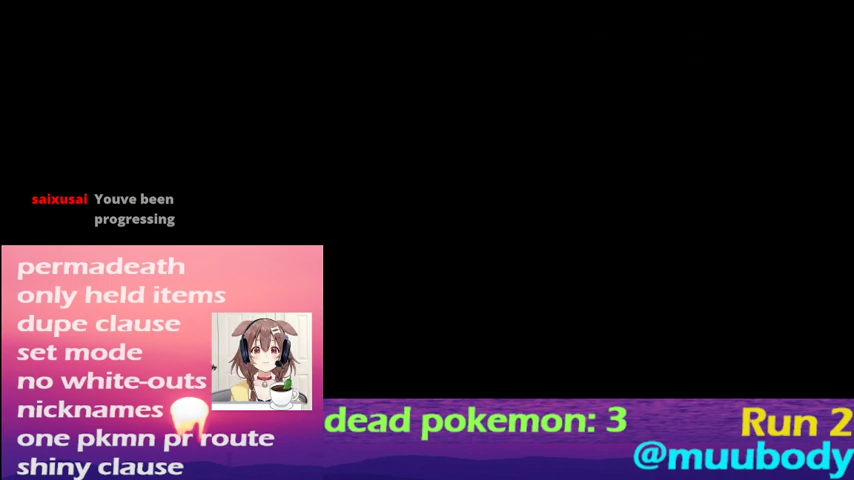 saixusai Youve been
progressing
permadeath
only held items
dupe clause
set mode
no white-outs
nicknames
one pkmn pr route
shiny clause
dead pokemon: 3
Run 2
@muubody